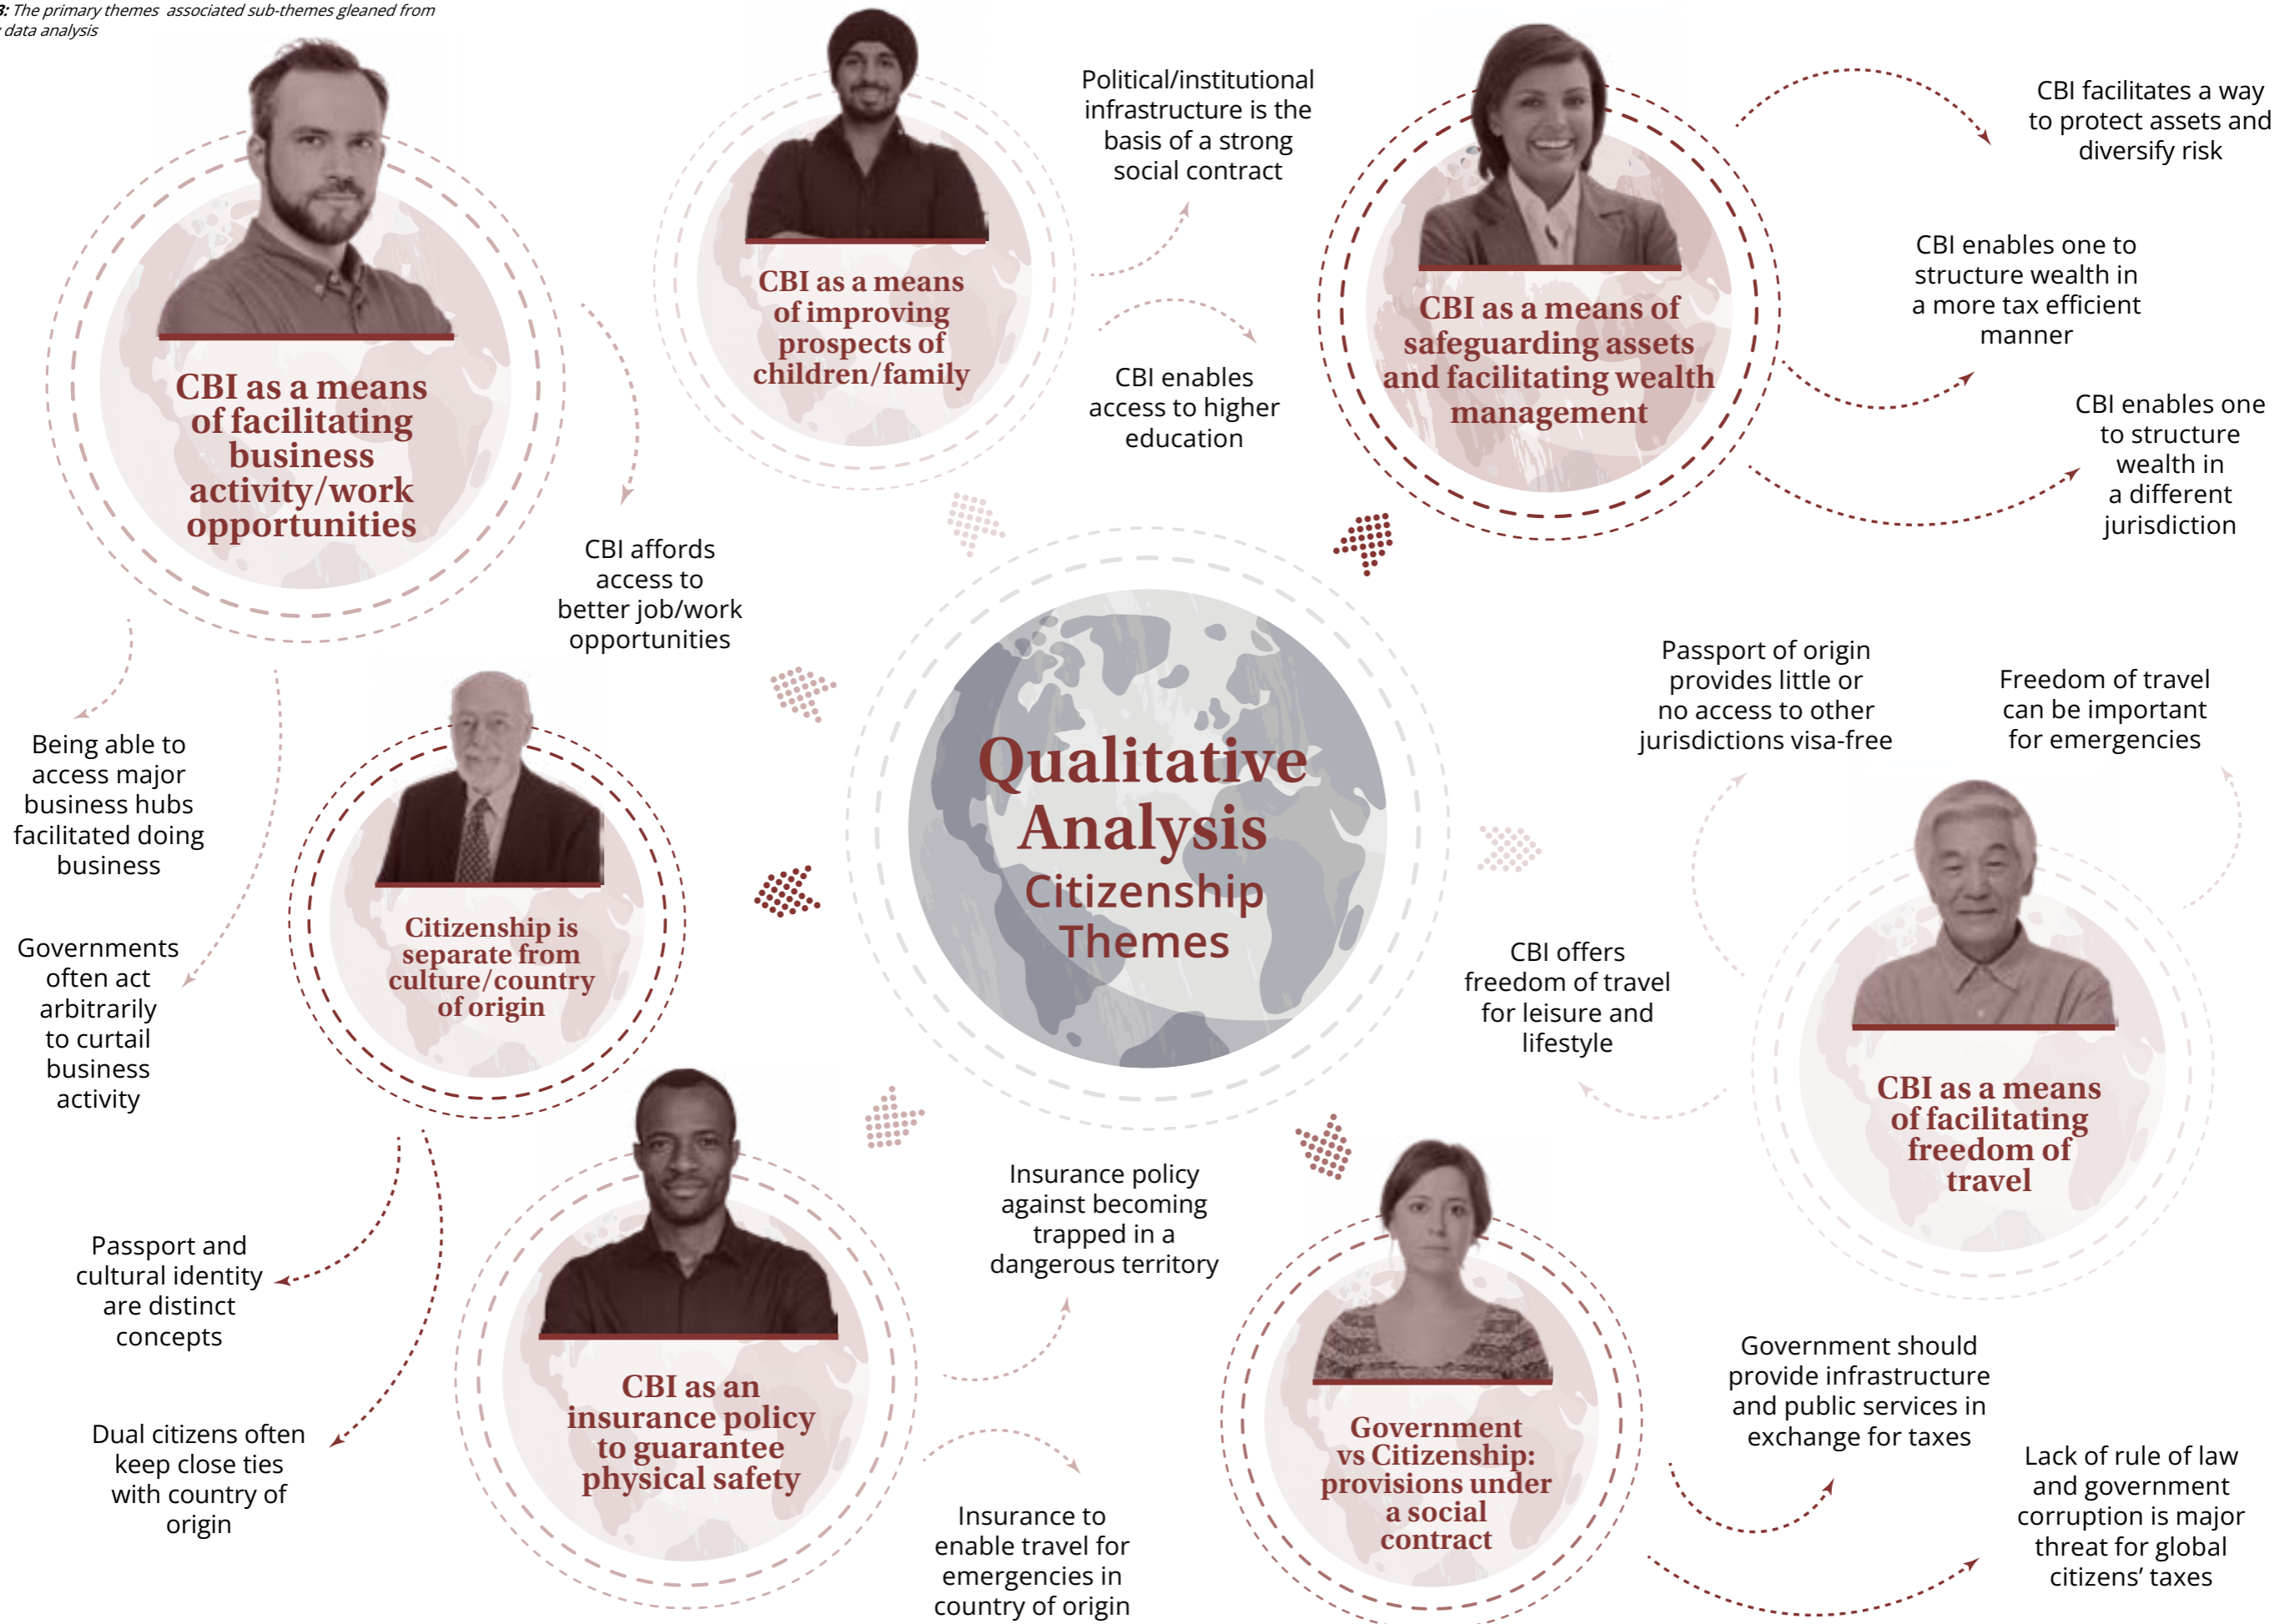 3: The primary themes  associated sub-themes gleaned from
data analysis
CBI as a means
of facilitating
business
activity/work
opportunities
CBI affords
access to
better job/work
opportunities
Being able to
access major
business hubs
facilitated doing
business
Governments
often act
arbitrarily
to curtail
business
activity
CBI as a means
of improving
prospects of
children/family
Political/institutional
infrastructure is the
basis of a strong
social contract
CBI enables
access to higher
education
CBI as a means of
safeguarding assets
and facilitating wealth
management
CBI facilitates a way
to protect assets and
diversify risk
CBI enables one to
structure wealth in
a more tax efficient
manner
CBI enables one
to structure
wealth in
a different
jurisdiction
Qualitative
Analysis
Citizenship
Themes
Citizenship is
separate from
culture/country
of origin
Passport and
cultural identity
are distinct
concepts
Dual citizens often
keep close ties
with country of
origin
CBI as an
insurance policy
to guarantee
physical safety
Insurance policy
against becoming
trapped in a
dangerous territory
Insurance to
enable travel for
emergencies in
country of origin
Government
vs Citizenship:
provisions under
a social
contract
Government should
provide infrastructure
and public services in
exchange for taxes
Lack of rule of law
and government
corruption is major
threat for global
citizens’ taxes
CBI as a means
of facilitating
freedom of
travel
Passport of origin
provides little or
no access to other
jurisdictions visa-free
Freedom of travel
can be important
for emergencies
CBI offers
freedom of travel
for leisure and
lifestyle